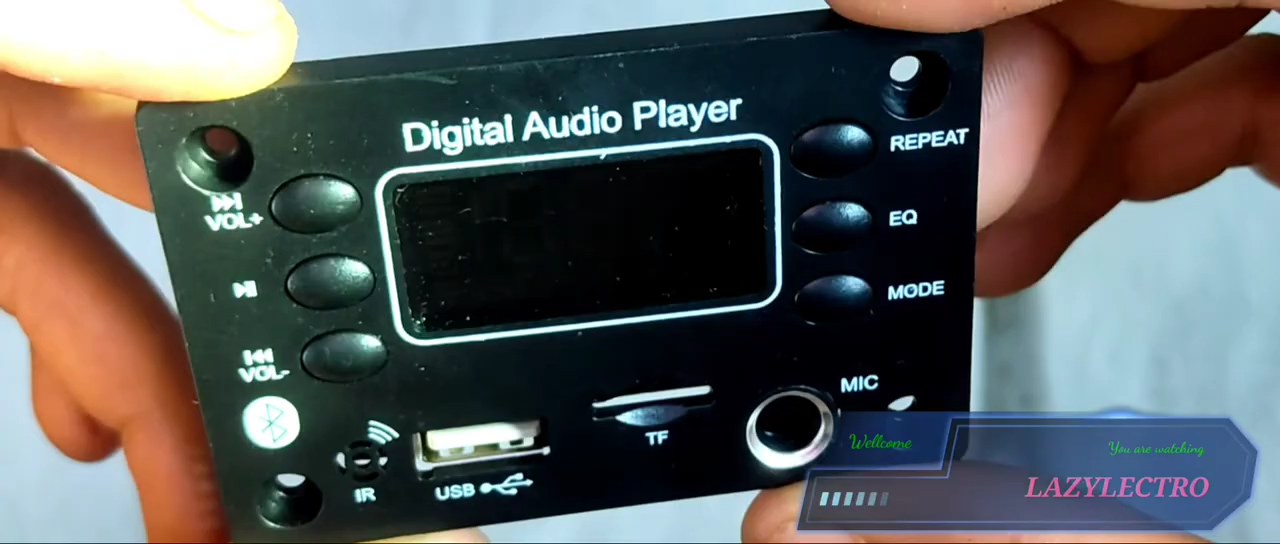 Digital Audio Player
VOL+
VOL-
REPEAT
EQ
MODE
MIC
TF
IR
USB
Wellcome
You are watching
LAZYLECTRO